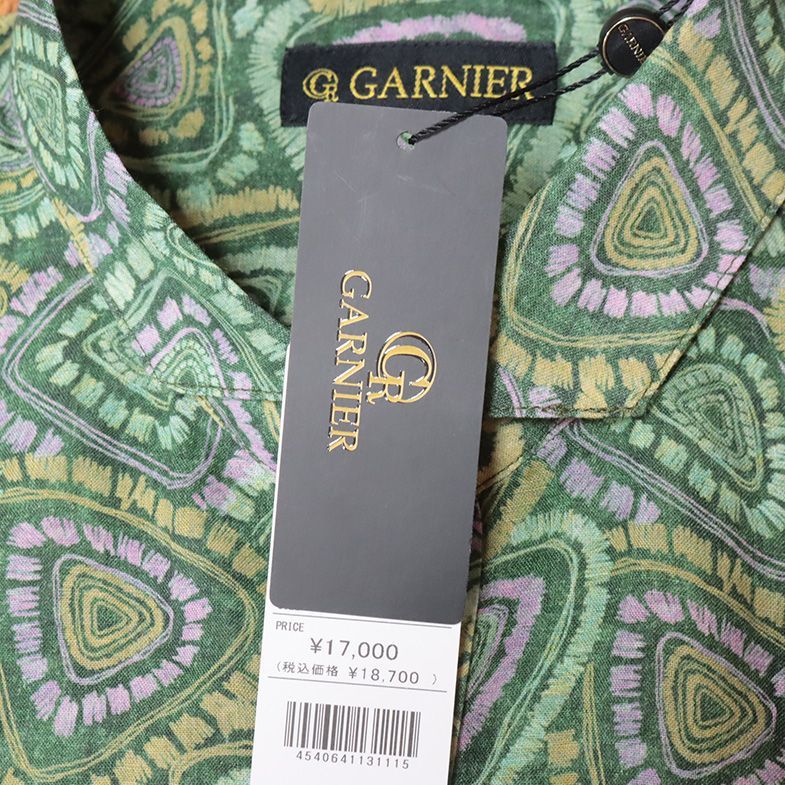 GR GARNIER
GARNIER
GR
GARNIER
PRICE
¥17,000
(税込価格 ¥18,700 )
4540641131115